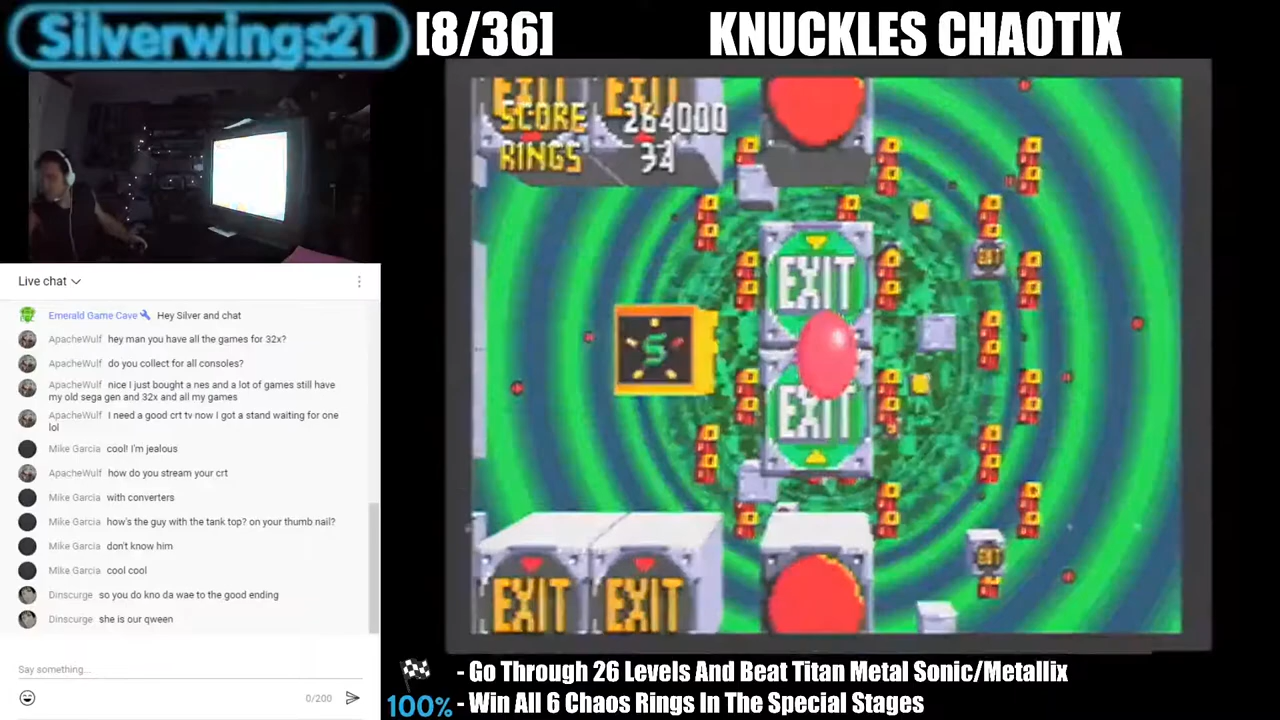 Silverwings21 [8/36] KNUCKLES CHAOTIX
EXIT EXIT
SCORE 264000
RINGS 34
EXIT
S
EXIT
EXIT
EXIT
EXIT EXIT
Live chat
Emerald Game Cave Hey Silver and chat
ApacheWulf hey man you have all the games for 32x?
ApacheWulf do you collect for all consoles?
ApacheWulf nice I just bought a nes and a lot of games still have
my old sega gen and 32x and all my games
ApacheWulf I need a good crt tv now I got a stand waiting for one
lol
Mike Garcia cool! I'm jealous
ApacheWulf how do you stream your crt
Mike Garcia with converters
Mike Garcia how's the guy with the tank top? on your thumb nail?
Mike Garcia don't know him
Mike Garcia cool cool
Dinscurge so you do kno da wae to the good ending
Dinscurge she is our qween
Say something...
0/200
- Go Through 26 Levels And Beat Titan Metal Sonic/Metallix
100% - Win All 6 Chaos Rings In The Special Stages